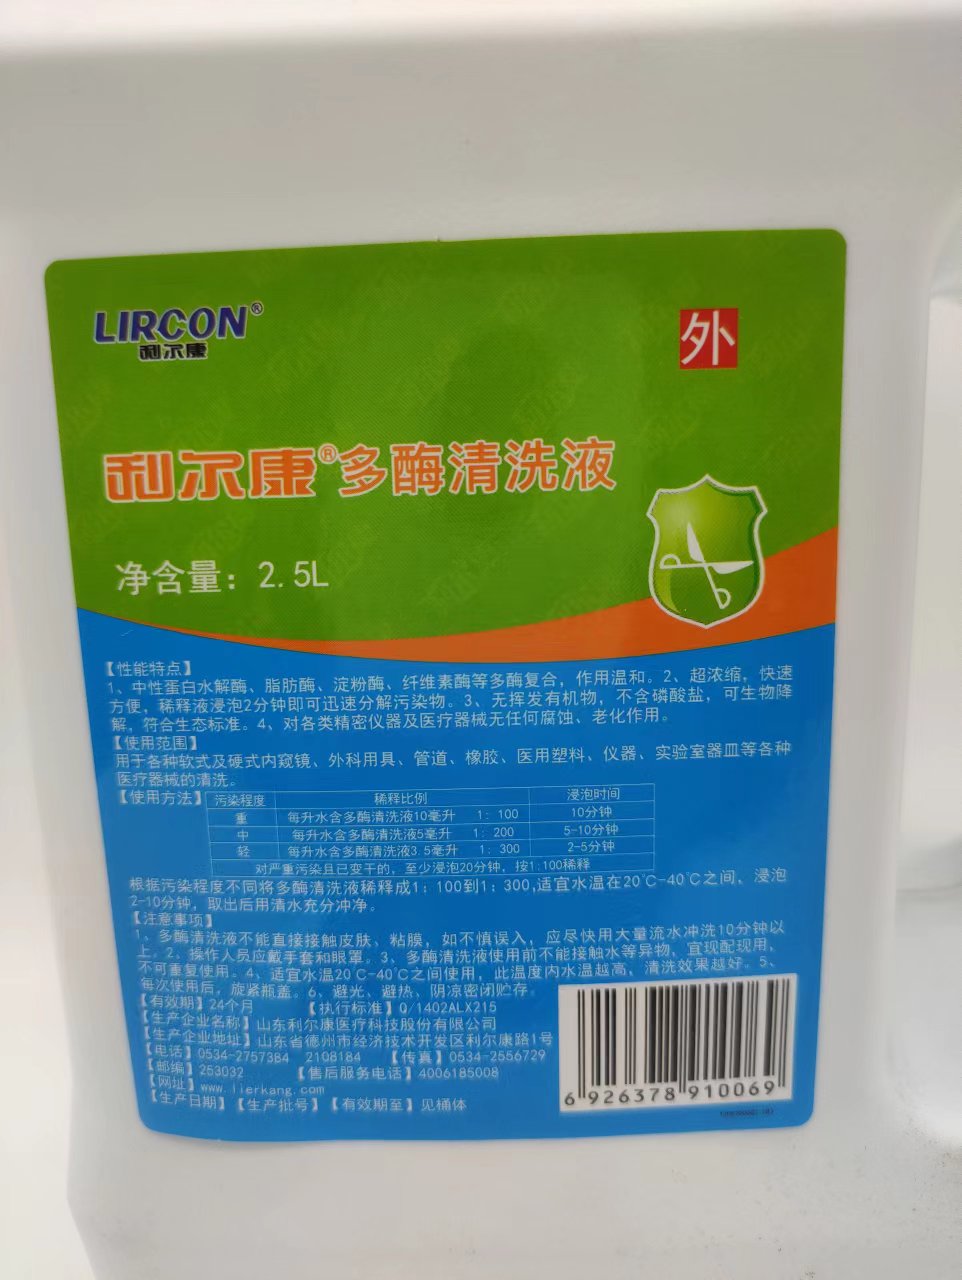 LIRCON®
利尔康
外
利尔康®多酶清洗液
净含量：2.5L
【性能特点】
1、中性蛋白水解酶、脂肪酶、淀粉酶、纤维素酶等多酶复合，作用温和。2、超浓缩，快速
方便，稀释液浸泡2分钟即可迅速分解污染物。3、无挥发有机物，不含磷酸盐，可生物降
解，符合生态标准。4、对各类精密仪器及医疗器械无任何腐蚀、老化作用。
【使用范围】
用于各种软式及硬式内窥镜、外科用具、管道、橡胶、医用塑料、仪器、实验室器皿等各种
医疗器械的清洗。
【使用方法】 污染程度 稀释比例 浸泡时间
重 每升水含多酶清洗液10毫升 1：100 10分钟
中 每升水含多酶清洗液5毫升 1：200 5-10分钟
轻 每升水含多酶清洗液3.5毫升 1：300 2-5分钟
对严重污染且已变干的，至少浸泡20分钟，按1:100稀释
根据污染程度不同将多酶清洗液稀释成1：100到1：300,适宜水温在20℃-40℃之间，浸泡
2-10分钟，取出后用清水充分冲净。
【注意事项】
1、多酶清洗液不能直接接触皮肤、粘膜，如不慎误入，应尽快用大量流水冲洗10分钟以
上。2、操作人员应戴手套和眼罩。3、多酶清洗液使用前不能接触水等异物，宜现配现用，
不可重复使用。4、适宜水温20℃-40℃之间使用，此温度内水温越高，清洗效果越好。5、
每次使用后，旋紧瓶盖。6、避光、避热、阴凉密闭贮存。
【有效期】24个月 【执行标准】Q/1402ALX215
【生产企业名称】山东利尔康医疗科技股份有限公司
【生产企业地址】山东省德州市经济技术开发区利尔康路1号
【电话】0534-2757384 2108184 【传真】0534-2556729
【邮编】253032 【售后服务电话】4006185008
【网址】www.lierkang.com
【生产日期】【生产批号】【有效期至】见桶体
6 926378 910069